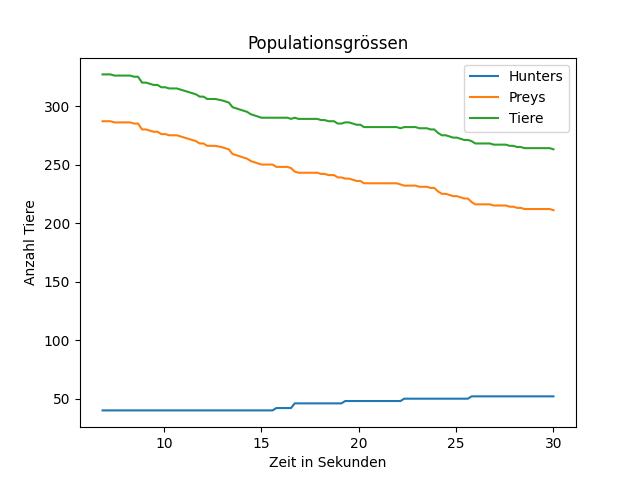 Populationsgrössen
Hunters
Preys
Tiere
Anzahl Tiere
300
250
200
150
100
50
10 15 20 25 30
Zeit in Sekunden